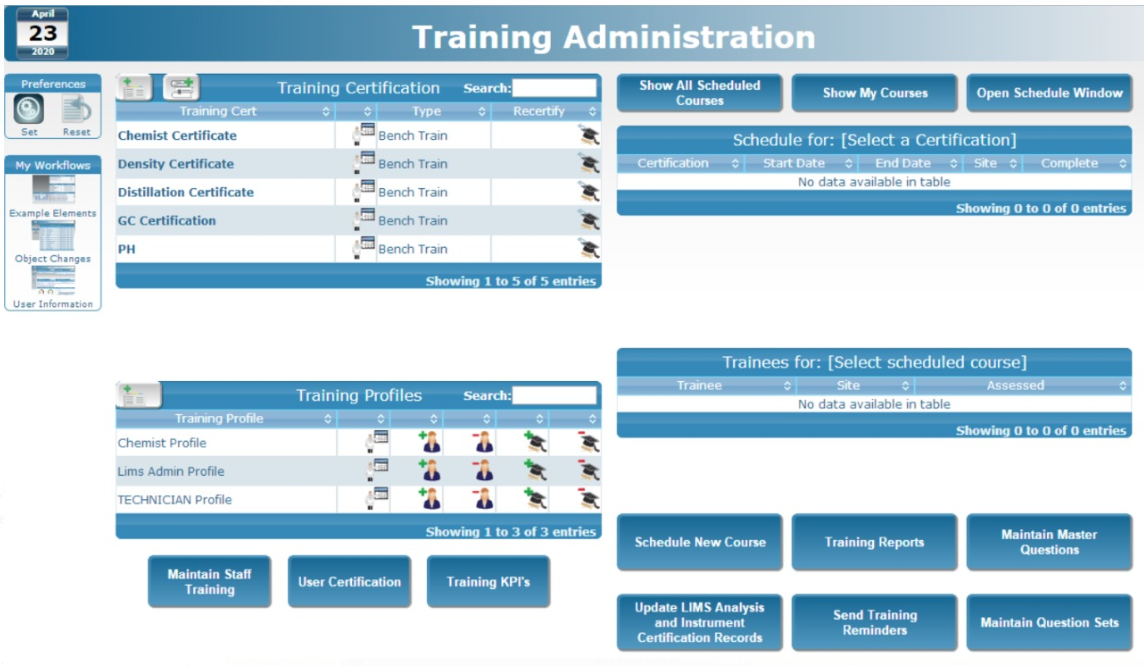 April
23
2020
Training Administration
Preferences
Set Reset
My Workflows
Example Elements
Object Changes
User Information
Training Certification Search:
Training Cert Type Recertify
Chemist Certificate Bench Train
Density Certificate Bench Train
Distillation Certificate Bench Train
GC Certification Bench Train
PH Bench Train
Showing 1 to 5 of 5 entries
Show All Scheduled
Courses
Show My Courses
Open Schedule Window
Schedule for: [Select a Certification]
Certification Start Date End Date Site Complete
No data available in table
Showing 0 to 0 of 0 entries
Training Profiles Search:
Training Profile
Chemist Profile
Lims Admin Profile
TECHNICIAN Profile
Showing 1 to 3 of 3 entries
Maintain Staff
Training
User Certification
Training KPI's
Trainees for: [Select scheduled course]
Trainee Site Assessed
No data available in table
Showing 0 to 0 of 0 entries
Schedule New Course
Training Reports
Maintain Master
Questions
Update LIMS Analysis
and Instrument
Certification Records
Send Training
Reminders
Maintain Question Sets